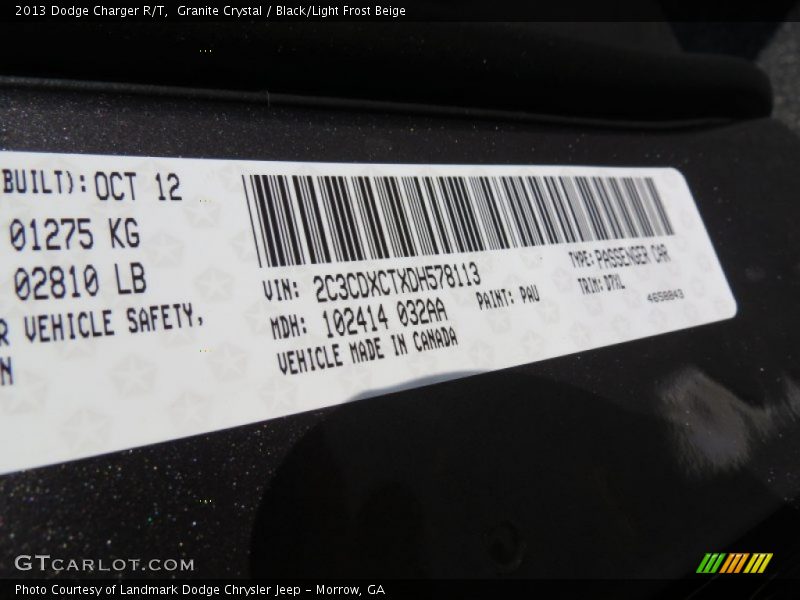 2013 Dodge Charger R/T,  Granite Crystal / Black/Light Frost Beige
BUILT): OCT 12
01275 KG
02810 LB
R VEHICLE SAFETY,
N
VIN: 2C3CDXCTXDH578113
TYPE: PASSENGER CAR
MDH: 102414 032AA
PAINT: PAU
TRIM:
4658043
VEHICLE MADE IN CANADA
GTCARLOT.COM
Photo Courtesy of Landmark Dodge Chrysler Jeep - Morrow, GA